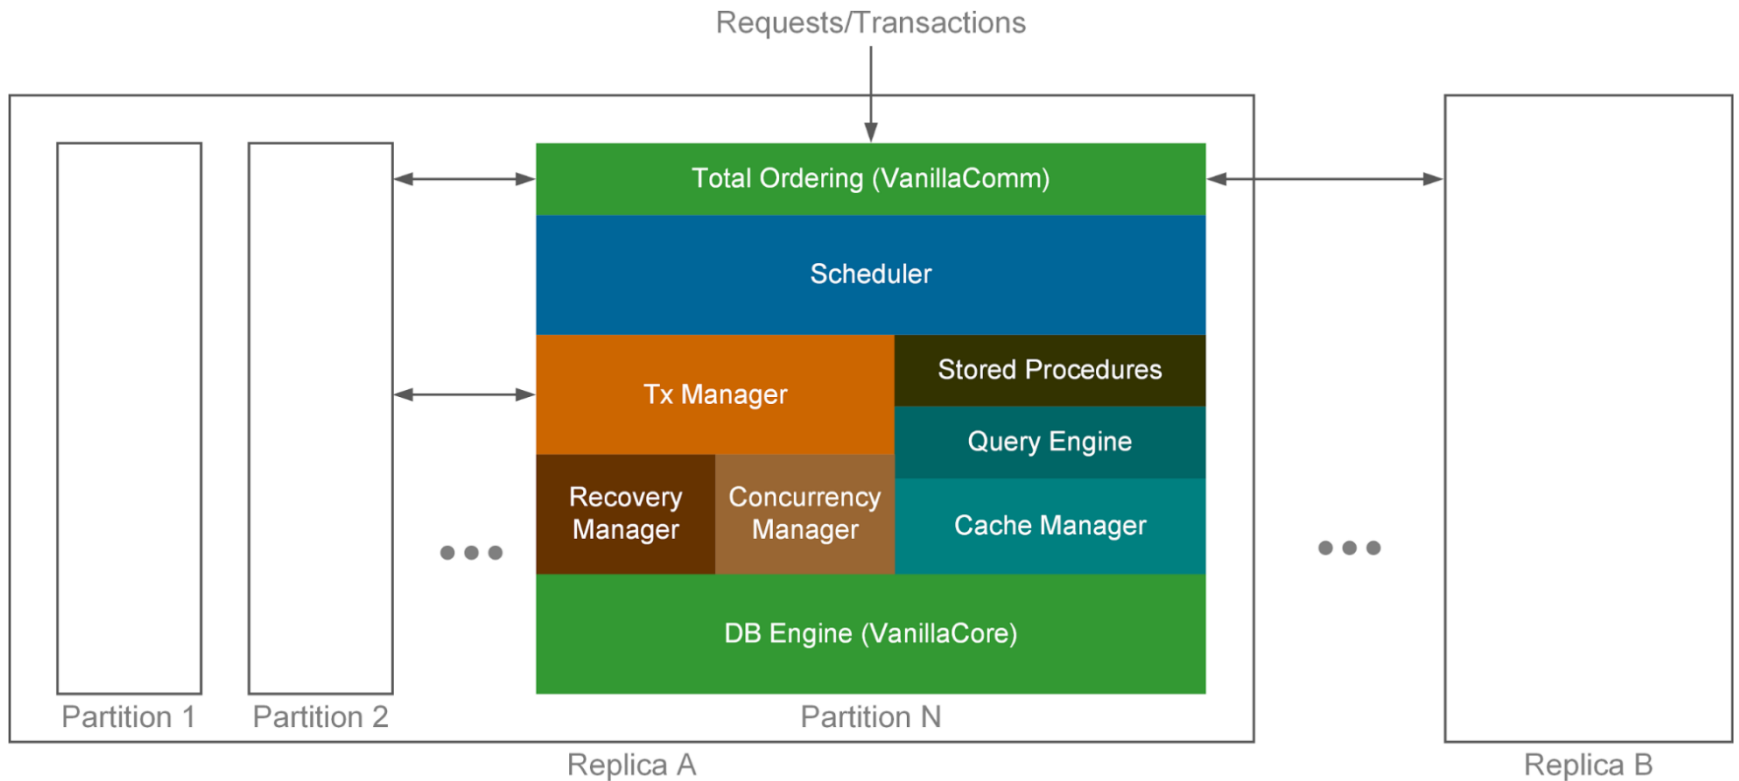 Requests/Transactions
Total Ordering (VanillaComm)
Scheduler
Tx Manager
Stored Procedures
Query Engine
Recovery
Manager
Concurrency
Manager
Cache Manager
DB Engine (VanillaCore)
Partition 1
Partition 2
Partition N
Replica A
Replica B